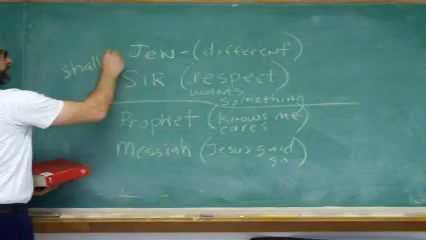 shall
Jew - (different)
SIR (respect)
wants
something
Prophet (knows me
cares )
Messiah (Jesus said
so )